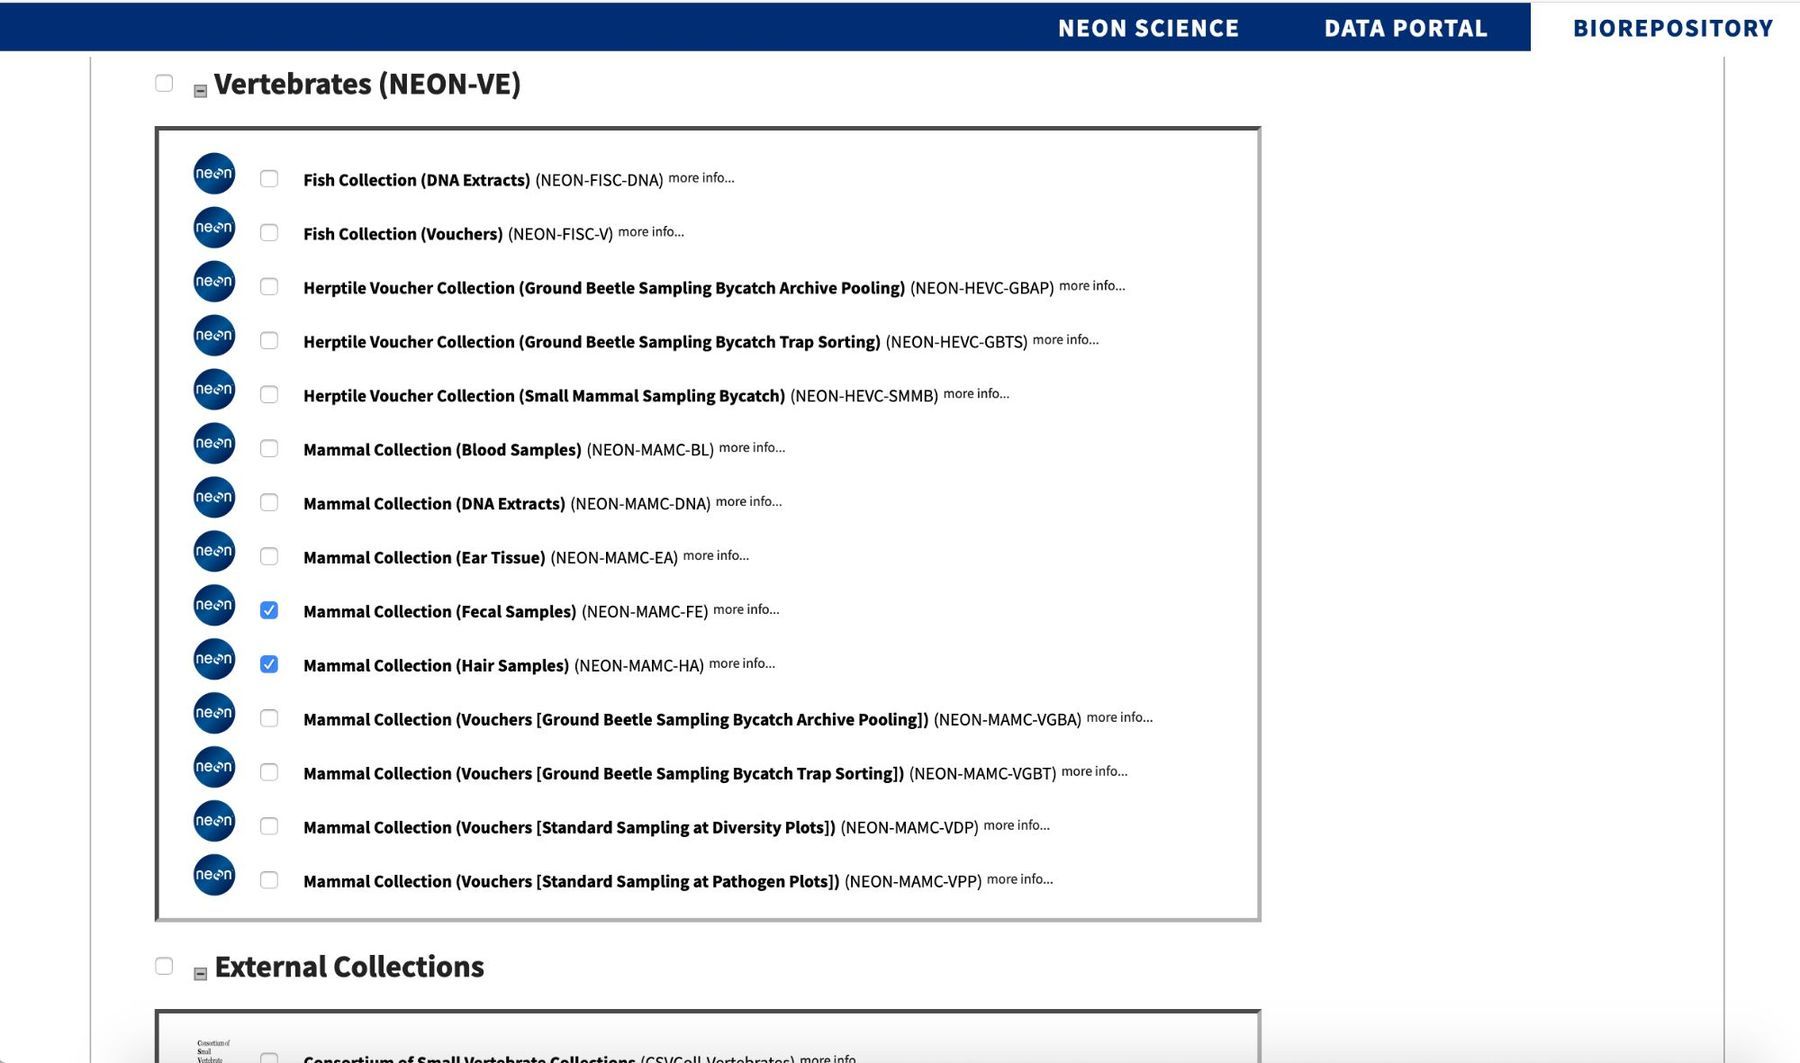 NEON SCIENCE DATA PORTAL BIOREPOSITORY
Vertebrates (NEON-VE)
neon Fish Collection (DNA Extracts) (NEON-FISC-DNA) more info...
neon Fish Collection (Vouchers) (NEON-FISC-V) more info...
neon Herptile Voucher Collection (Ground Beetle Sampling Bycatch Archive Pooling) (NEON-HEVC-GBAP) more info...
neon Herptile Voucher Collection (Ground Beetle Sampling Bycatch Trap Sorting) (NEON-HEVC-GBTS) more info...
neon Herptile Voucher Collection (Small Mammal Sampling Bycatch) (NEON-HEVC-SMMB) more info...
neon Mammal Collection (Blood Samples) (NEON-MAMC-BL) more info...
neon Mammal Collection (DNA Extracts) (NEON-MAMC-DNA) more info...
neon Mammal Collection (Ear Tissue) (NEON-MAMC-EA) more info...
neon Mammal Collection (Fecal Samples) (NEON-MAMC-FE) more info...
neon Mammal Collection (Hair Samples) (NEON-MAMC-HA) more info...
neon Mammal Collection (Vouchers [Ground Beetle Sampling Bycatch Archive Pooling]) (NEON-MAMC-VGBA) more info...
neon Mammal Collection (Vouchers [Ground Beetle Sampling Bycatch Trap Sorting]) (NEON-MAMC-VGBT) more info...
neon Mammal Collection (Vouchers [Standard Sampling at Diversity Plots]) (NEON-MAMC-VDP) more info...
neon Mammal Collection (Vouchers [Standard Sampling at Pathogen Plots]) (NEON-MAMC-VPP) more info...
External Collections
Consortium of
Small
Vertebrate
Consortium of Small Vertebrate Collections (CSVColl-Vertebrates) more info...